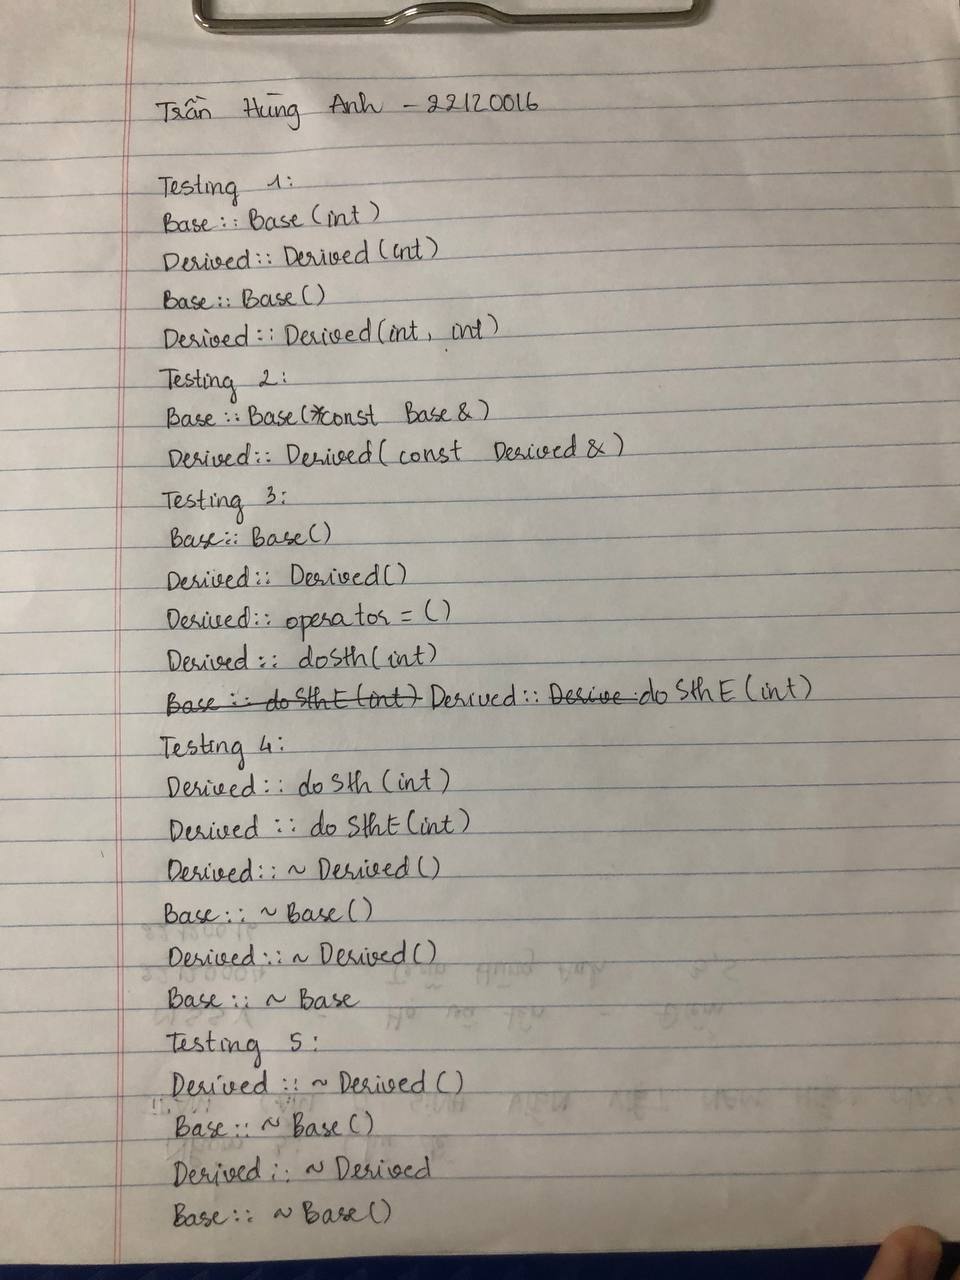 Trần Hùng Anh - 22120016
Testing 1:
Base::Base(int)
Derived::Derived(int)
Base::Base()
Derived::Derived(int, int)
Testing 2:
Base::Base(const Base&)
Derived::Derived(const Derived&)
Testing 3:
Base::Base()
Derived::Derived()
Derived::operator=()
Derived::doSth(int)
Base::doSthE(int) Derived::Derive doSthE(int)
Testing 4:
Derived::doSth(int)
Derived::doSthE(int)
Derived::~Derived()
Base::~Base()
Derived::~Derived()
Base::~Base
Testing 5:
Derived::~Derived()
Base::~Base()
Derived::~Derived
Base::~Base()